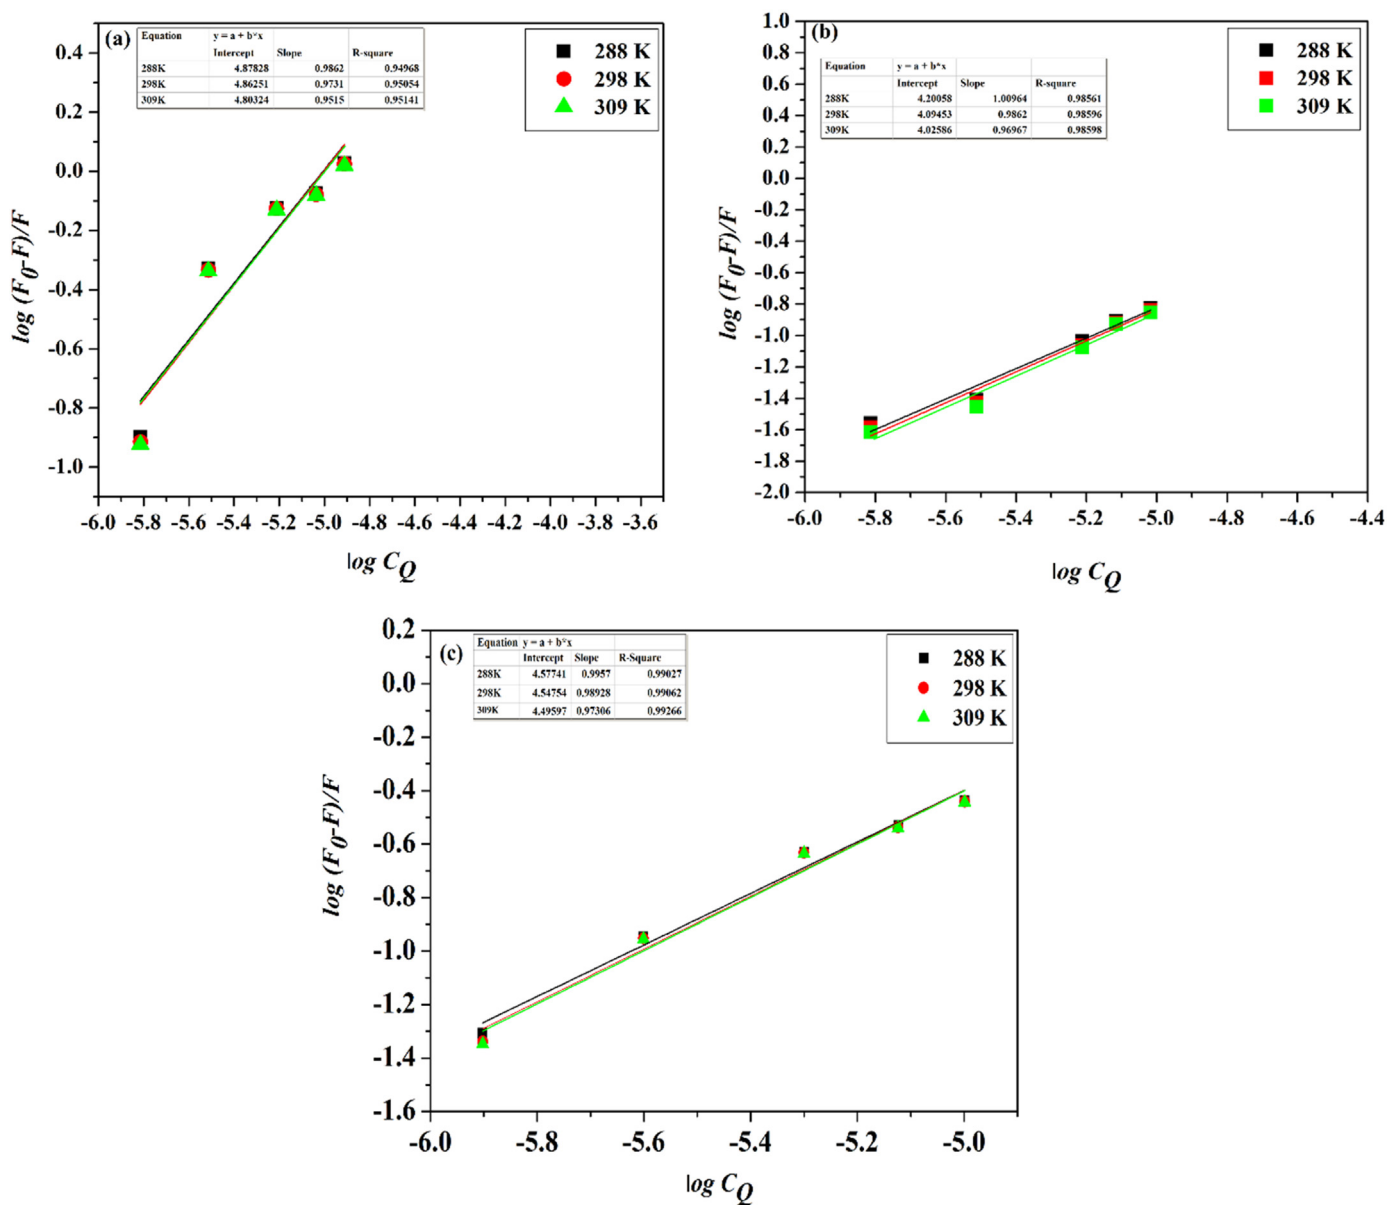 (a)
Equation y = a + b*x
Intercept Slope R-square
288K 4.87828 0.9862 0.94968
298K 4.86251 0.9731 0.95054
309K 4.80324 0.9515 0.95141
288 K
298 K
309 K
0.4
0.2
0.0
-0.2
-0.4
-0.6
-0.8
-1.0
log (F0-F)/F
-6.0 -5.8 -5.6 -5.4 -5.2 -5.0 -4.8 -4.6 -4.4 -4.2 -4.0 -3.8 -3.6
log CQ
(b)
Equation y = a + b*x
Intercept Slope R-square
288K 4.20058 1.00964 0.98561
298K 4.09453 0.9862 0.98596
309K 4.02586 0.96967 0.98598
288 K
298 K
309 K
1.0
0.8
0.6
0.4
0.2
0.0
-0.2
-0.4
-0.6
-0.8
-1.0
-1.2
-1.4
-1.6
-1.8
-2.0
log (F0-F)/F
-6.0 -5.8 -5.6 -5.4 -5.2 -5.0 -4.8 -4.6 -4.4
log CQ
(c)
Equation y = a + b*x
Intercept Slope R-Square
288K 4.57741 0.9957 0.99027
298K 4.54754 0.98928 0.99062
309K 4.49597 0.97306 0.99266
288 K
298 K
309 K
0.2
0.0
-0.2
-0.4
-0.6
-0.8
-1.0
-1.2
-1.4
-1.6
log (F0-F)/F
-6.0 -5.8 -5.6 -5.4 -5.2 -5.0
log CQ